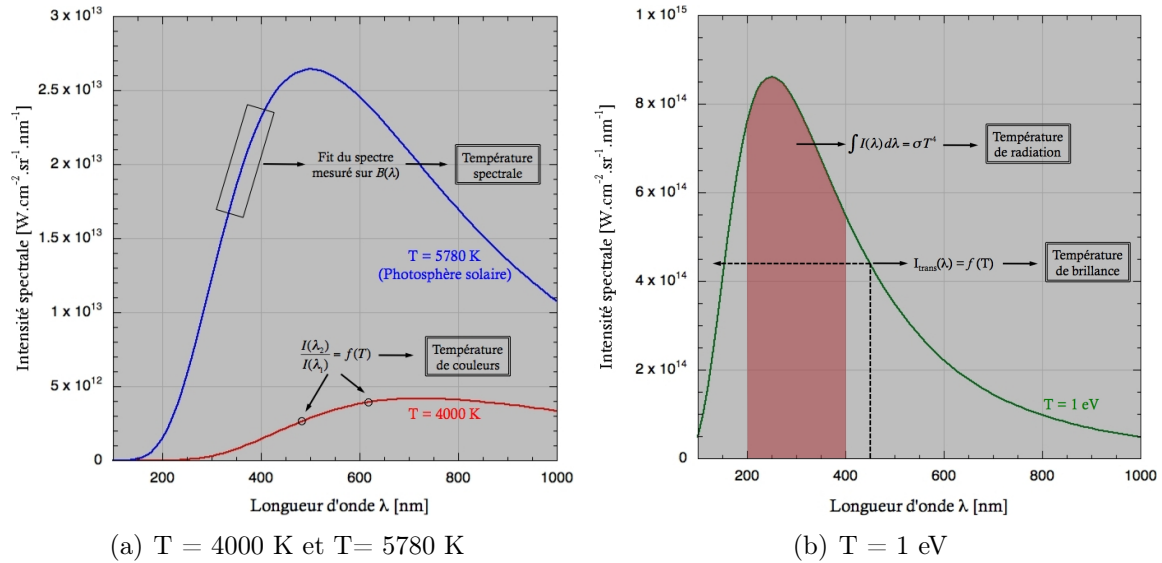 Intensité spectrale [W.cm-2.sr-1.nm-1]
3.0 x 10^13
2.5 x 10^13
2.0 x 10^13
1.5 x 10^13
1.0 x 10^13
5.0 x 10^12
0
Fit du spectre
mesuré sur B(λ)
Température
spectrale
T = 5780 K
(Photosphère solaire)
I(λ2)/I(λ1) = f(T)
Température
de couleurs
T = 4000 K
200 400 600 800 1000
Longueur d'onde λ [nm]
(a) T = 4000 K et T= 5780 K
Intensité spectrale [W.cm-2.sr-1.nm-1]
1 x 10^15
8 x 10^14
6 x 10^14
4 x 10^14
2 x 10^14
0
∫ I(λ)dλ = σT^4
Température
de radiation
Itrans(λ) = f(T)
Température
de brillance
T = 1 eV
200 400 600 800 1000
Longueur d'onde λ [nm]
(b) T = 1 eV